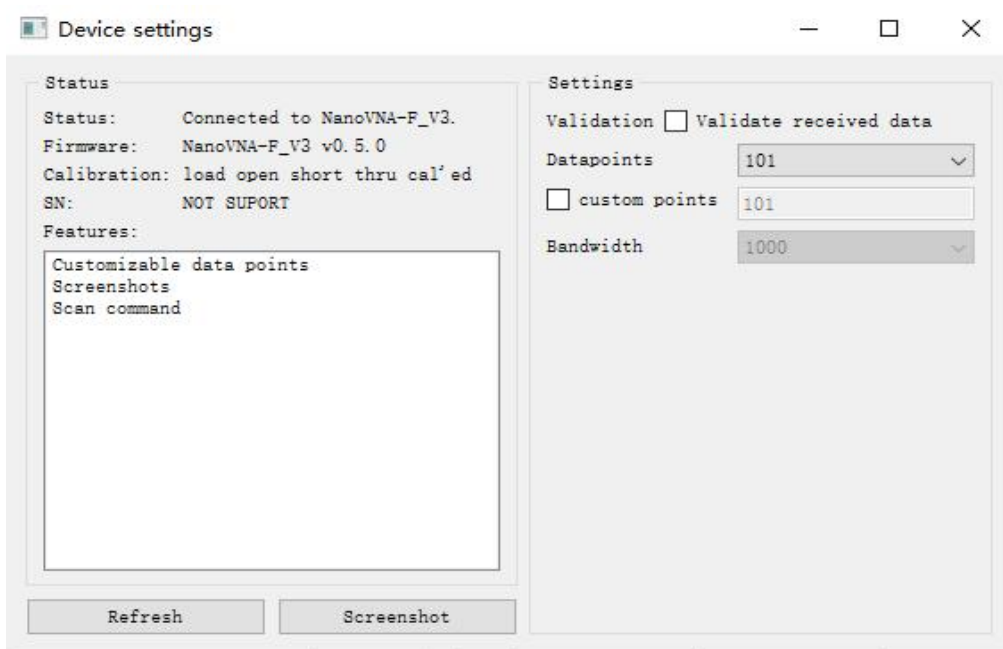 Device settings
Status
Status: Connected to NanoVNA-F_V3.
Firmware: NanoVNA-F_V3 v0.5.0
Calibration: load open short thru cal'ed
SN: NOT SUPORT
Features:
Customizable data points
Screenshots
Scan command
Refresh
Screenshot
Settings
Validation Validate received data
Datapoints 101
custom points 101
Bandwidth 1000